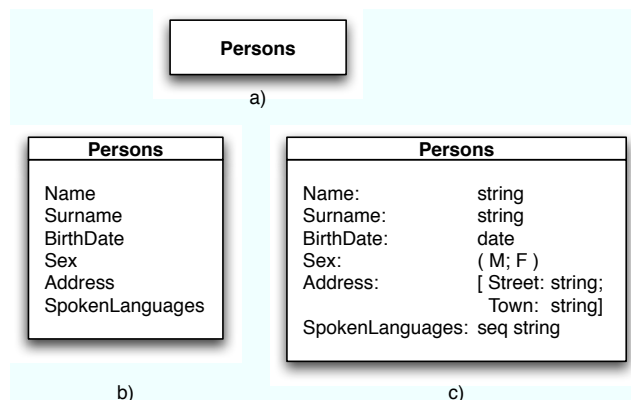 Persons
a)
Persons
Name
Surname
BirthDate
Sex
Address
SpokenLanguages
b)
Persons
Name: string
Surname: string
BirthDate: date
Sex: ( M; F )
Address: [ Street: string;
Town: string]
SpokenLanguages: seq string
c)